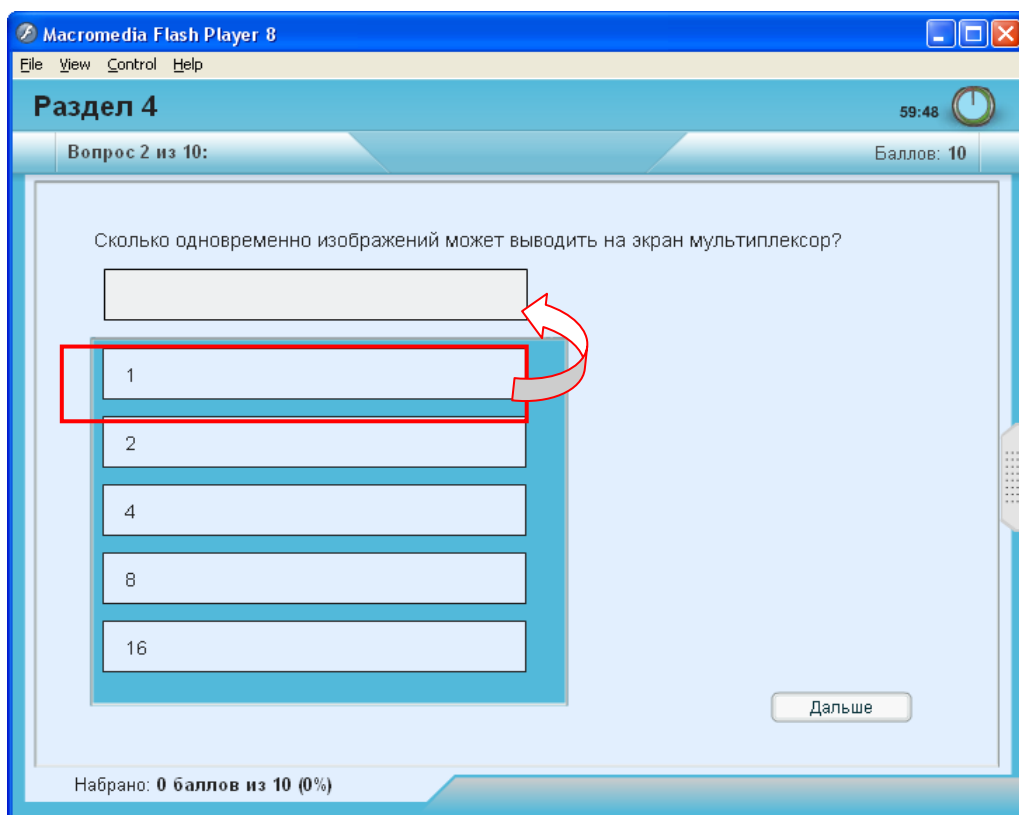 Macromedia Flash Player 8
File View Control Help
Раздел 4
59:48
Вопрос 2 из 10:
Баллов: 10
Сколько одновременно изображений может выводить на экран мультиплексор?
1
2
4
8
16
Дальше
Набрано: 0 баллов из 10 (0%)